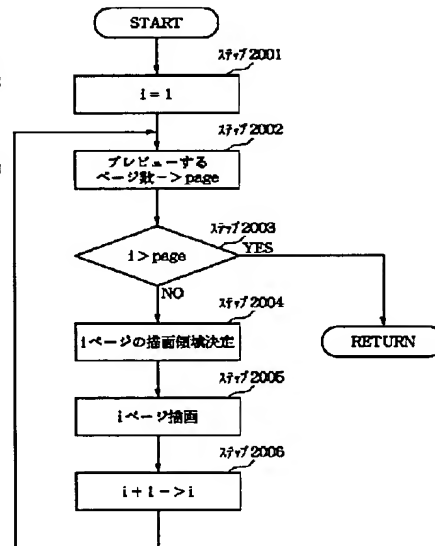 START
ステップ2001
i = 1
ステップ2002
プレビューする
ページ数 -> page
ステップ2003
i > page
YES
NO
ステップ2004
iページの描画領域決定
RETURN
ステップ2005
iページ描画
ステップ2006
i + 1 -> i